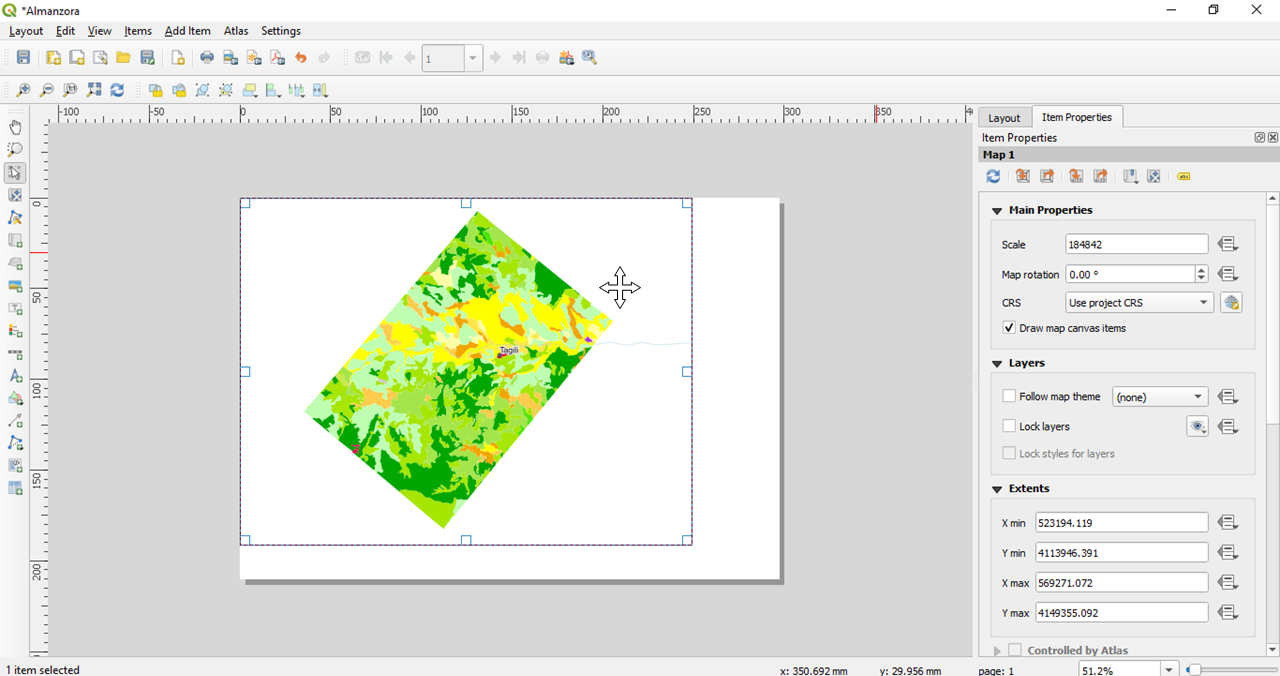 *Almanzora
Layout Edit View Items Add Item Atlas Settings
1
-100 -50 0 50 100 150 200 250 300 350
0
50
100
150
200
Tagili
Layout Item Properties
Item Properties
Map 1
Main Properties
Scale 184842
Map rotation 0.00 °
CRS Use project CRS
Draw map canvas items
Layers
Follow map theme (none)
Lock layers
Lock styles for layers
Extents
X min 523194.119
Y min 4113946.391
X max 569271.072
Y max 4149355.092
Controlled by Atlas
1 item selected x: 350.692 mm y: 29.956 mm page: 1 51.2%